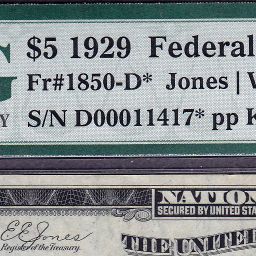 G
$5 1929 Federal
Fr#1850-D* Jones | W
Y S/N D00011417* pp K
NATION
SECURED BY UNITED STA
E.E. Jones
Register of the Treasury.
THE UNITED